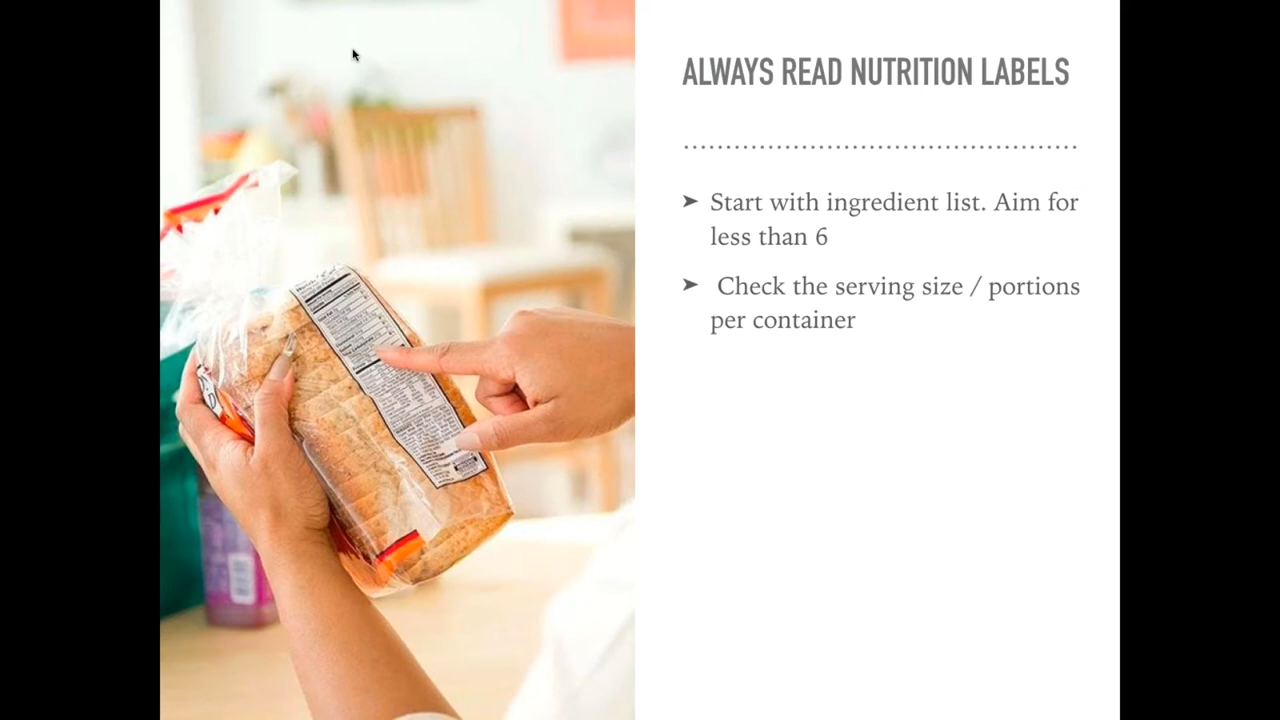 ALWAYS READ NUTRITION LABELS
➤ Start with ingredient list. Aim for
less than 6
➤ Check the serving size / portions
per container